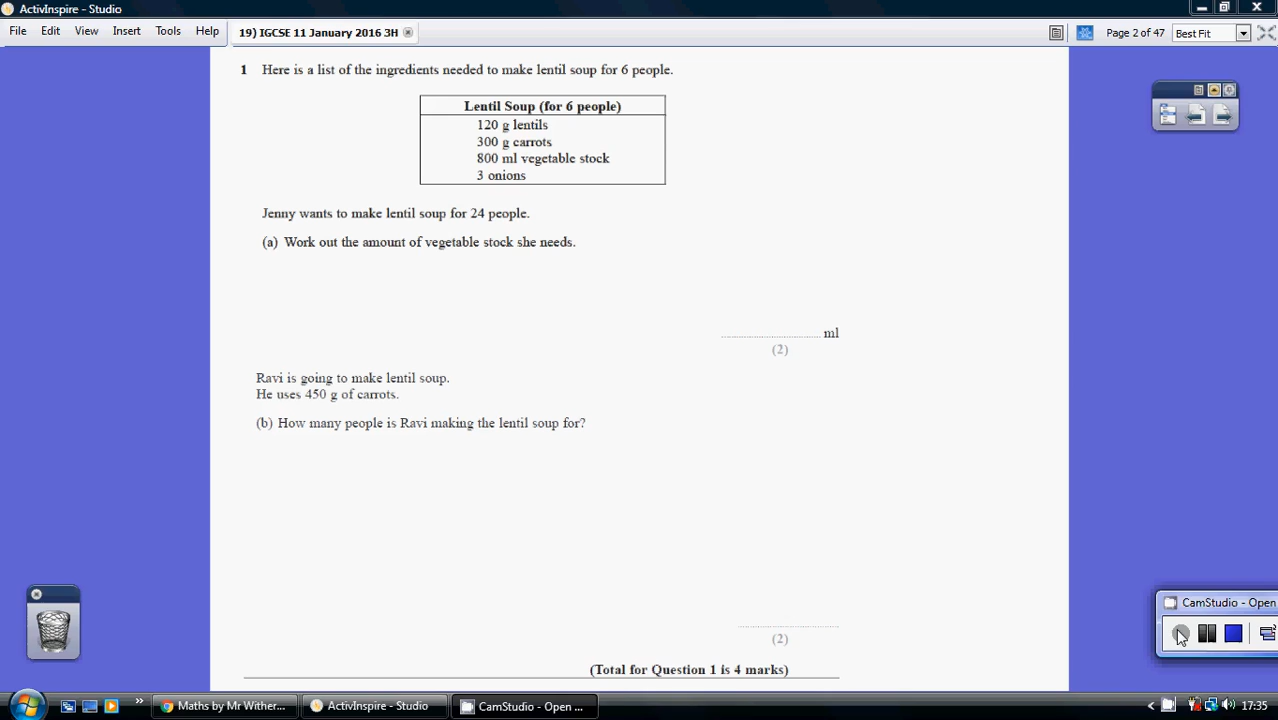 ActivInspire - Studio
File Edit View Insert Tools Help
19) IGCSE 11 January 2016 3H
Page 2 of 47
Best Fit
1 Here is a list of the ingredients needed to make lentil soup for 6 people.
Lentil Soup (for 6 people)
120 g lentils
300 g carrots
800 ml vegetable stock
3 onions
Jenny wants to make lentil soup for 24 people.
(a) Work out the amount of vegetable stock she needs.
.................................. ml
(2)
Ravi is going to make lentil soup.
He uses 450 g of carrots.
(b) How many people is Ravi making the lentil soup for?
..................................
(2)
(Total for Question 1 is 4 marks)
CamStudio - Open
Maths by Mr Wither...
ActivInspire - Studio
CamStudio - Open ...
17:35